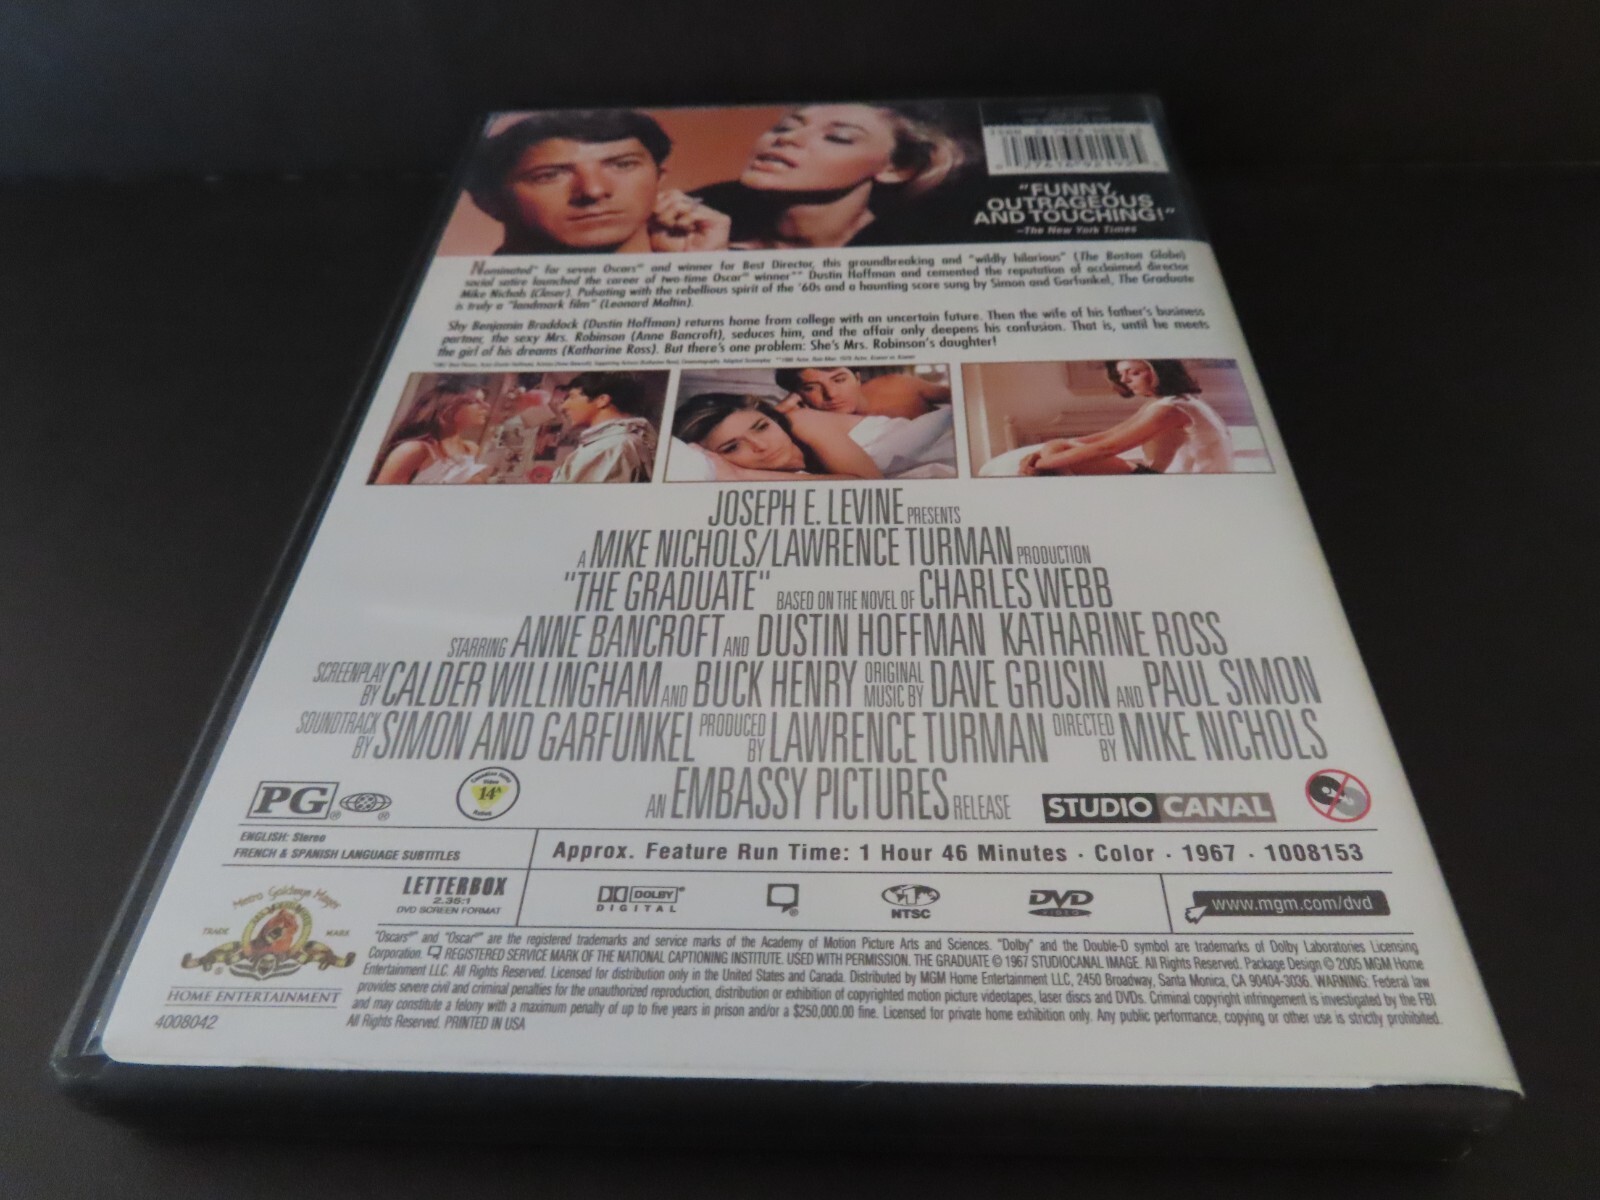 "FUNNY,
OUTRAGEOUS
AND TOUCHING!"
–The New York Times
Nominated* for seven Oscars® and winner for Best Director, this groundbreaking and "wildly hilarious" (The Boston Globe)
social satire launched the career of two-time Oscar® winner** Dustin Hoffman and cemented the reputation of acclaimed director
Mike Nichols (Closer). Pulsating with the rebellious spirit of the '60s and a haunting score sung by Simon and Garfunkel, The Graduate
is truly a "landmark film" (Leonard Maltin).
Shy Benjamin Braddock (Dustin Hoffman) returns home from college with an uncertain future. Then the wife of his father's business
partner, the sexy Mrs. Robinson (Anne Bancroft), seduces him, and the affair only deepens his confusion. That is, until he meets
the girl of his dreams (Katharine Ross). But there's one problem: She's Mrs. Robinson's daughter!
JOSEPH E. LEVINE PRESENTS
A MIKE NICHOLS/LAWRENCE TURMAN PRODUCTION
"THE GRADUATE" BASED ON THE NOVEL OF CHARLES WEBB
STARRING ANNE BANCROFT AND DUSTIN HOFFMAN KATHARINE ROSS
SCREENPLAY BY CALDER WILLINGHAM AND BUCK HENRY ORIGINAL MUSIC BY DAVE GRUSIN AND PAUL SIMON
SOUNDTRACK BY SIMON AND GARFUNKEL PRODUCED BY LAWRENCE TURMAN DIRECTED BY MIKE NICHOLS
AN EMBASSY PICTURES RELEASE
STUDIO CANAL
PG® ®
Canadian Home Video 14A Rated
ENGLISH: Stereo
FRENCH & SPANISH LANGUAGE SUBTITLES
Approx. Feature Run Time: 1 Hour 46 Minutes · Color · 1967 · 1008153
LETTERBOX
2.35:1
DVD SCREEN FORMAT
DOLBY®
DIGITAL
®
NTSC
DVD
VIDEO
www.mgm.com/dvd
Metro Goldwyn Mayer
TRADE MARK
®
HOME ENTERTAINMENT
4008042
"Oscars®" and "Oscar®" are the registered trademarks and service marks of the Academy of Motion Picture Arts and Sciences. "Dolby" and the Double-D symbol are trademarks of Dolby Laboratories Licensing
Corporation. REGISTERED SERVICE MARK OF THE NATIONAL CAPTIONING INSTITUTE. USED WITH PERMISSION. THE GRADUATE © 1967 STUDIOCANAL IMAGE. All Rights Reserved. Package Design © 2005 MGM Home
Entertainment LLC. All Rights Reserved. Licensed for distribution only in the United States and Canada. Distributed by MGM Home Entertainment LLC, 2450 Broadway, Santa Monica, CA 90404-3036. WARNING: Federal law
provides severe civil and criminal penalties for the unauthorized reproduction, distribution or exhibition of copyrighted motion picture videotapes, laser discs and DVDs. Criminal copyright infringement is investigated by the FBI
and may constitute a felony with a maximum penalty of up to five years in prison and/or a $250,000.00 fine. Licensed for private home exhibition only. Any public performance, copying or other use is strictly prohibited.
All Rights Reserved. PRINTED IN USA